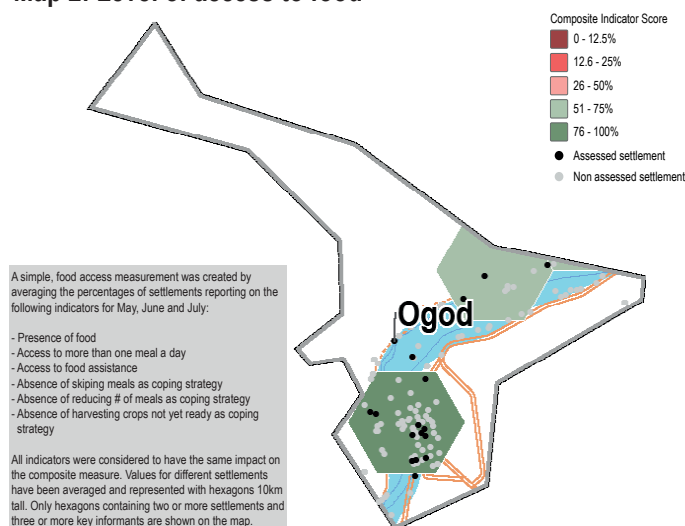 Composite Indicator Score
0 - 12.5%
12.6 - 25%
26 - 50%
51 - 75%
76 - 100%
Assessed settlement
Non assessed settlement
Ogod
A simple, food access measurement was created by
averaging the percentages of settlements reporting on the
following indicators for May, June and July:
- Presence of food
- Access to more than one meal a day
- Access to food assistance
- Absence of skiping meals as coping strategy
- Absence of reducing # of meals as coping strategy
- Absence of harvesting crops not yet ready as coping
strategy
All indicators were considered to have the same impact on
the composite measure. Values for different settlements
have been averaged and represented with hexagons 10km
tall. Only hexagons containing two or more settlements and
three or more key informants are shown on the map.